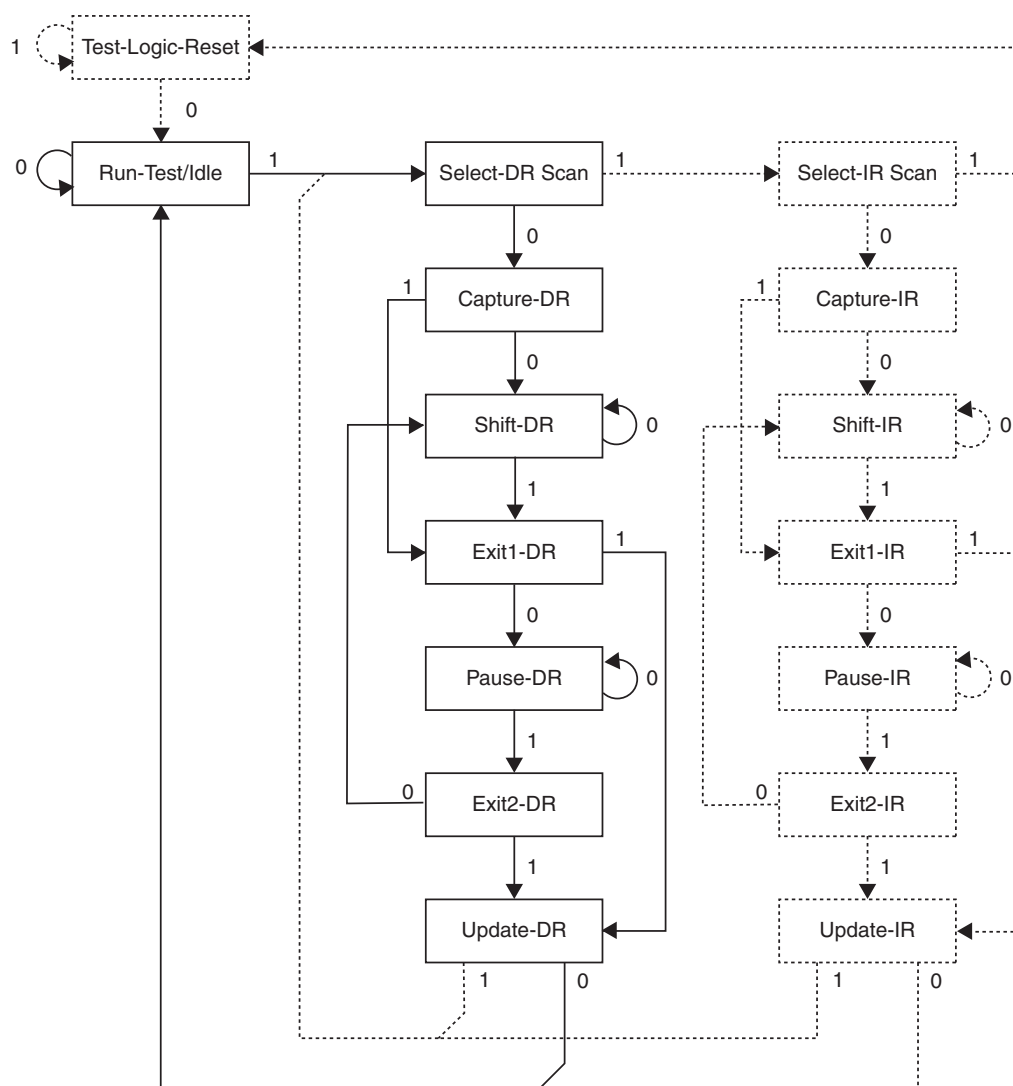 1
Test-Logic-Reset
0
0
Run-Test/Idle
1
Select-DR Scan
1
Select-IR Scan
1
0
0
1
Capture-DR
1
Capture-IR
0
0
Shift-DR
0
Shift-IR
0
1
1
Exit1-DR
1
Exit1-IR
1
0
0
Pause-DR
0
Pause-IR
0
1
1
0
Exit2-DR
0
Exit2-IR
1
1
Update-DR
Update-IR
1
0
1
0